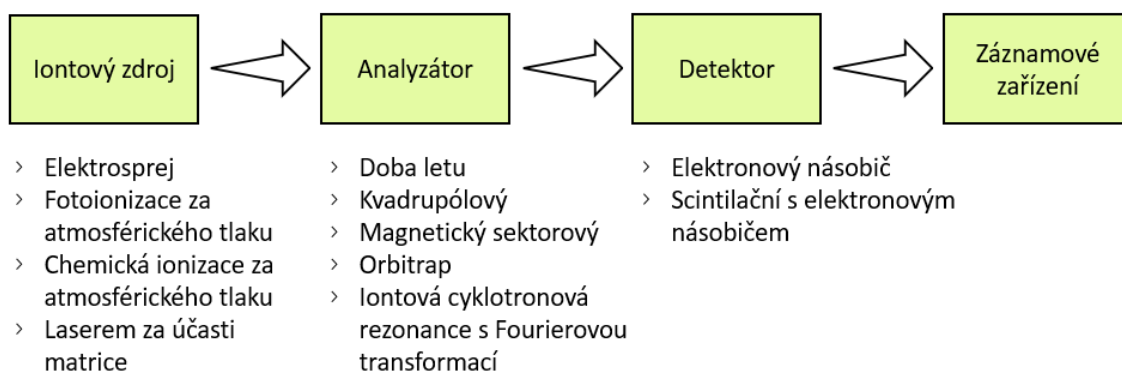 Iontový zdroj
Analyzátor
Detektor
Záznamové
zařízení
› Elektrosprej
› Fotoionizace za
atmosférického tlaku
› Chemická ionizace za
atmosférického tlaku
› Laserem za účasti
matrice
› Doba letu
› Kvadrupólový
› Magnetický sektorový
› Orbitrap
› Iontová cyklotronová
rezonance s Fourierovou
transformací
› Elektronový násobič
› Scintilační s elektronovým
násobičem